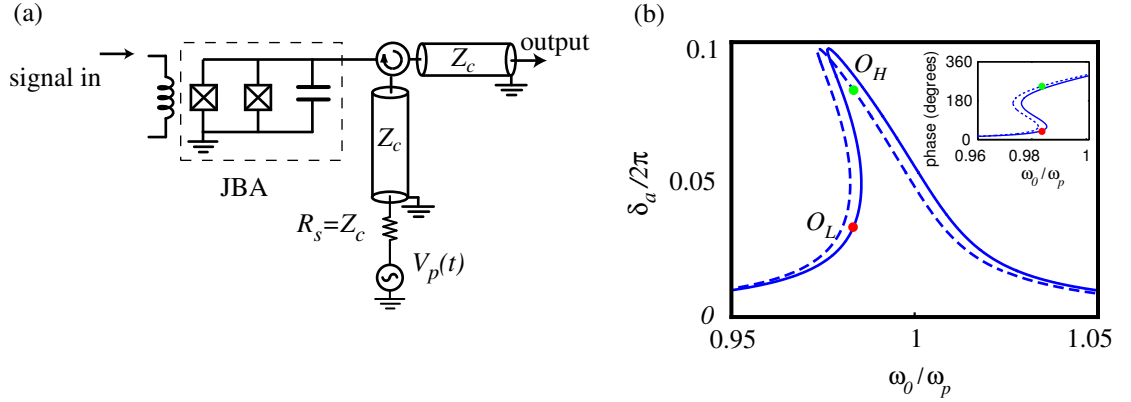 (a)
signal in
JBA
Z_c
output
Z_c
R_s=Z_c
V_p(t)
(b)
δ_a/2π
0.1
0.05
0
0.95
1
1.05
ω_0/ω_p
O_H
O_L
phase (degrees)
360
180
0
0.96
0.98
1
ω_0/ω_p